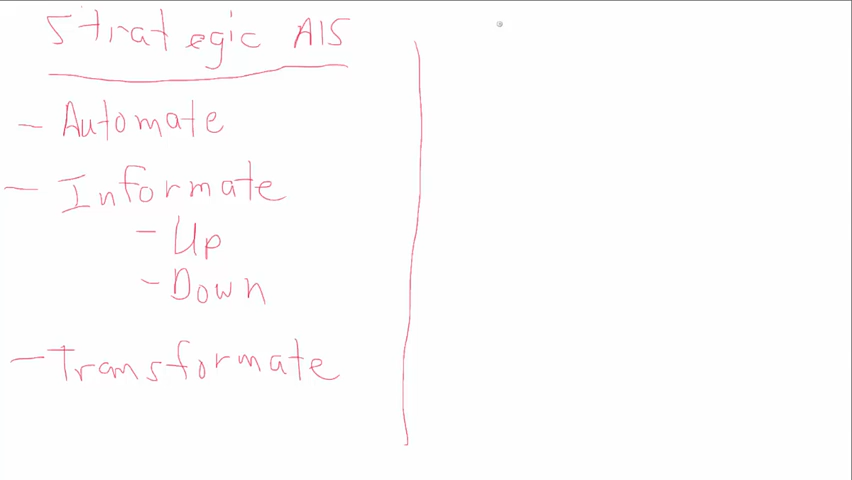 Strategic AIS
- Automate
- Informate
- Up
- Down
- Transformate